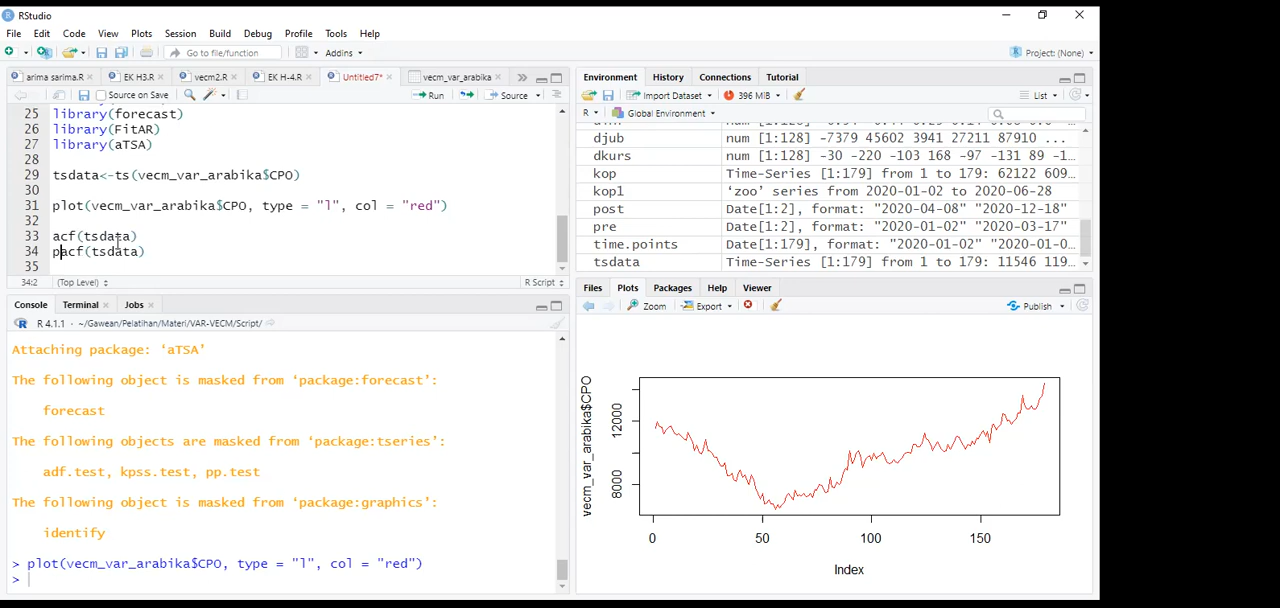 RStudio
File Edit Code View Plots Session Build Debug Profile Tools Help
Go to file/function Addins Project: (None)
arima sarima.R EK H3.R vecm2.R EK H-4.R Untitled7* vecm_var_arabika
Source on Save Run Source
25 library(forecast)
26 library(FitAR)
27 library(aTSA)
28
29 tsdata<-ts(vecm_var_arabika$CPO)
30
31 plot(vecm_var_arabika$CPO, type = "l", col = "red")
32
33 acf(tsdata)
34 pacf(tsdata)
35
34:2 (Top Level) R Script
Console Terminal Jobs
R 4.1.1 · ~/Gawean/Pelatihan/Materi/VAR-VECM/Script/
Attaching package: ‘aTSA’
The following object is masked from ‘package:forecast’:
forecast
The following objects are masked from ‘package:tseries’:
adf.test, kpss.test, pp.test
The following object is masked from ‘package:graphics’:
identify
> plot(vecm_var_arabika$CPO, type = "l", col = "red")
>
Environment History Connections Tutorial
Import Dataset 396 MiB List
R Global Environment
djub num [1:128] -7379 45602 3941 27211 87910 ...
dkurs num [1:128] -30 -220 -103 168 -97 -131 89 -1…
kop Time-Series [1:179] from 1 to 179: 62122 609…
kop1 ‘zoo’ series from 2020-01-02 to 2020-06-28
post Date[1:2], format: "2020-04-08" "2020-12-18"
pre Date[1:2], format: "2020-01-02" "2020-03-17"
time.points Date[1:179], format: "2020-01-02" "2020-01-0…
tsdata Time-Series [1:179] from 1 to 179: 11546 119…
Files Plots Packages Help Viewer
Zoom Export Publish
vecm_var_arabika$CPO
12000
8000
0 50 100 150
Index